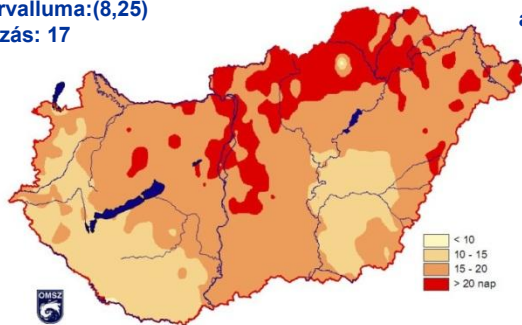 rvalluma:(8,25)
zás: 17
a
< 10
10 - 15
15 - 20
> 20 nap
OMSZ